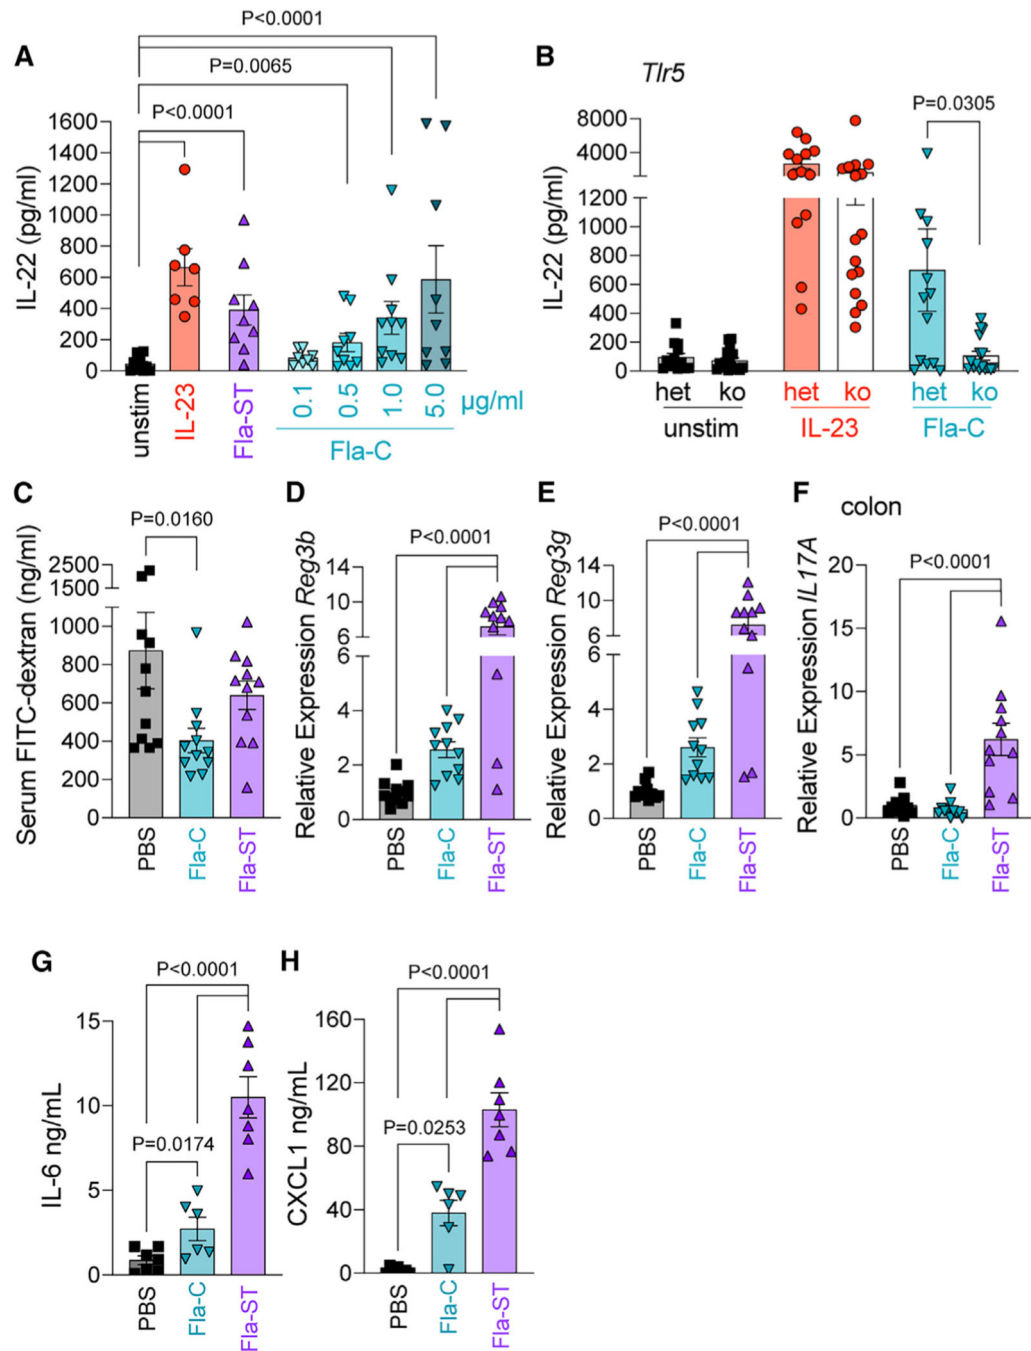 A
P<0.0001
P=0.0065
P<0.0001
IL-22 (pg/ml)
1600
1400
1200
1000
800
600
400
200
0
unstim
IL-23
Fla-ST
0.1
0.5
1.0
5.0
µg/ml
Fla-C
B
Tlr5
P=0.0305
IL-22 (pg/ml)
8000
4000
1200
1000
800
600
400
200
0
het ko het ko het ko
unstim IL-23 Fla-C
C
P=0.0160
Serum FITC-dextran (ng/ml)
2500
1500
1000
800
600
400
200
0
PBS
Fla-C
Fla-ST
D
P<0.0001
Relative Expression Reg3b
14
10
6
6
4
2
0
PBS
Fla-C
Fla-ST
E
P<0.0001
Relative Expression Reg3g
14
10
6
6
4
2
0
PBS
Fla-C
Fla-ST
F
colon
P<0.0001
Relative Expression IL17A
20
15
10
5
0
PBS
Fla-C
Fla-ST
G
P<0.0001
P=0.0174
IL-6 ng/mL
15
10
5
0
PBS
Fla-C
Fla-ST
H
P<0.0001
P=0.0253
CXCL1 ng/mL
160
120
80
40
0
PBS
Fla-C
Fla-ST